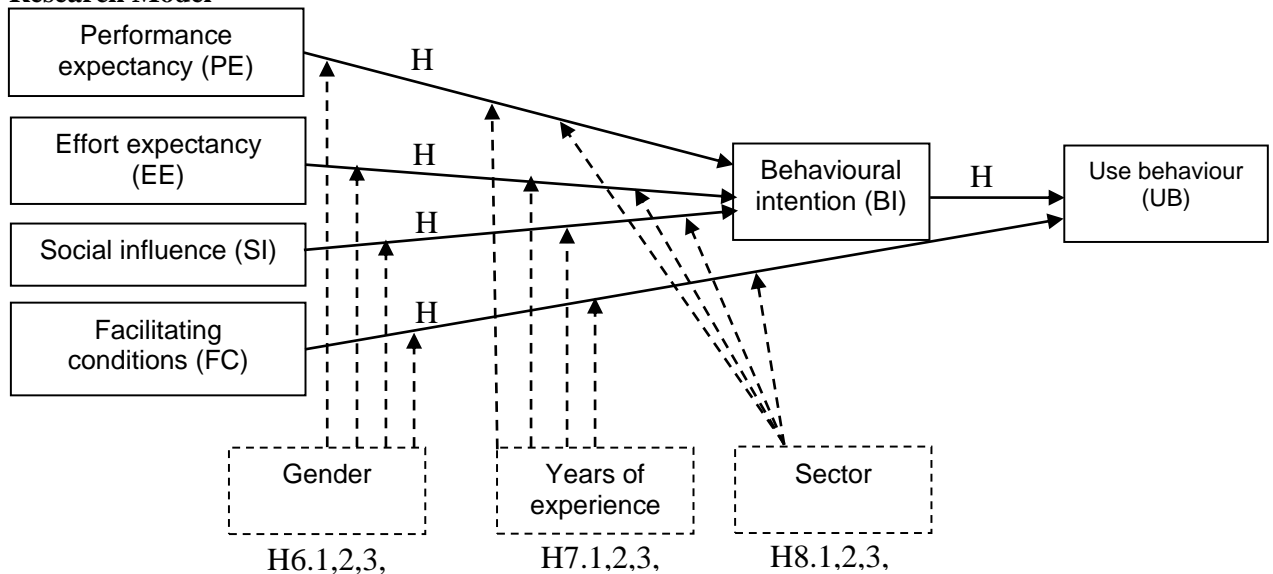 Research Model
Performance
expectancy (PE)
H
Effort expectancy
(EE)
H
Social influence (SI)
H
Facilitating
conditions (FC)
H
Behavioural
intention (BI)
H
Use behaviour
(UB)
Gender
Years of
experience
Sector
H6.1,2,3,
H7.1,2,3,
H8.1,2,3,